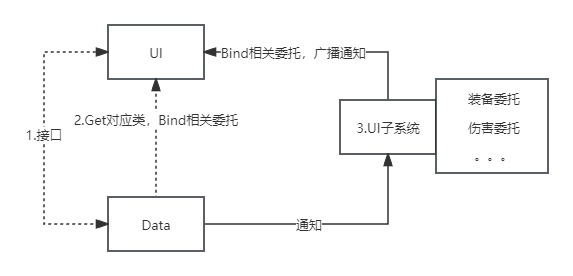 UI
Bind相关委托，广播通知
装备委托
2.Get对应类，Bind相关委托
3.UI子系统
伤害委托
1.接口
。。。
Data
通知